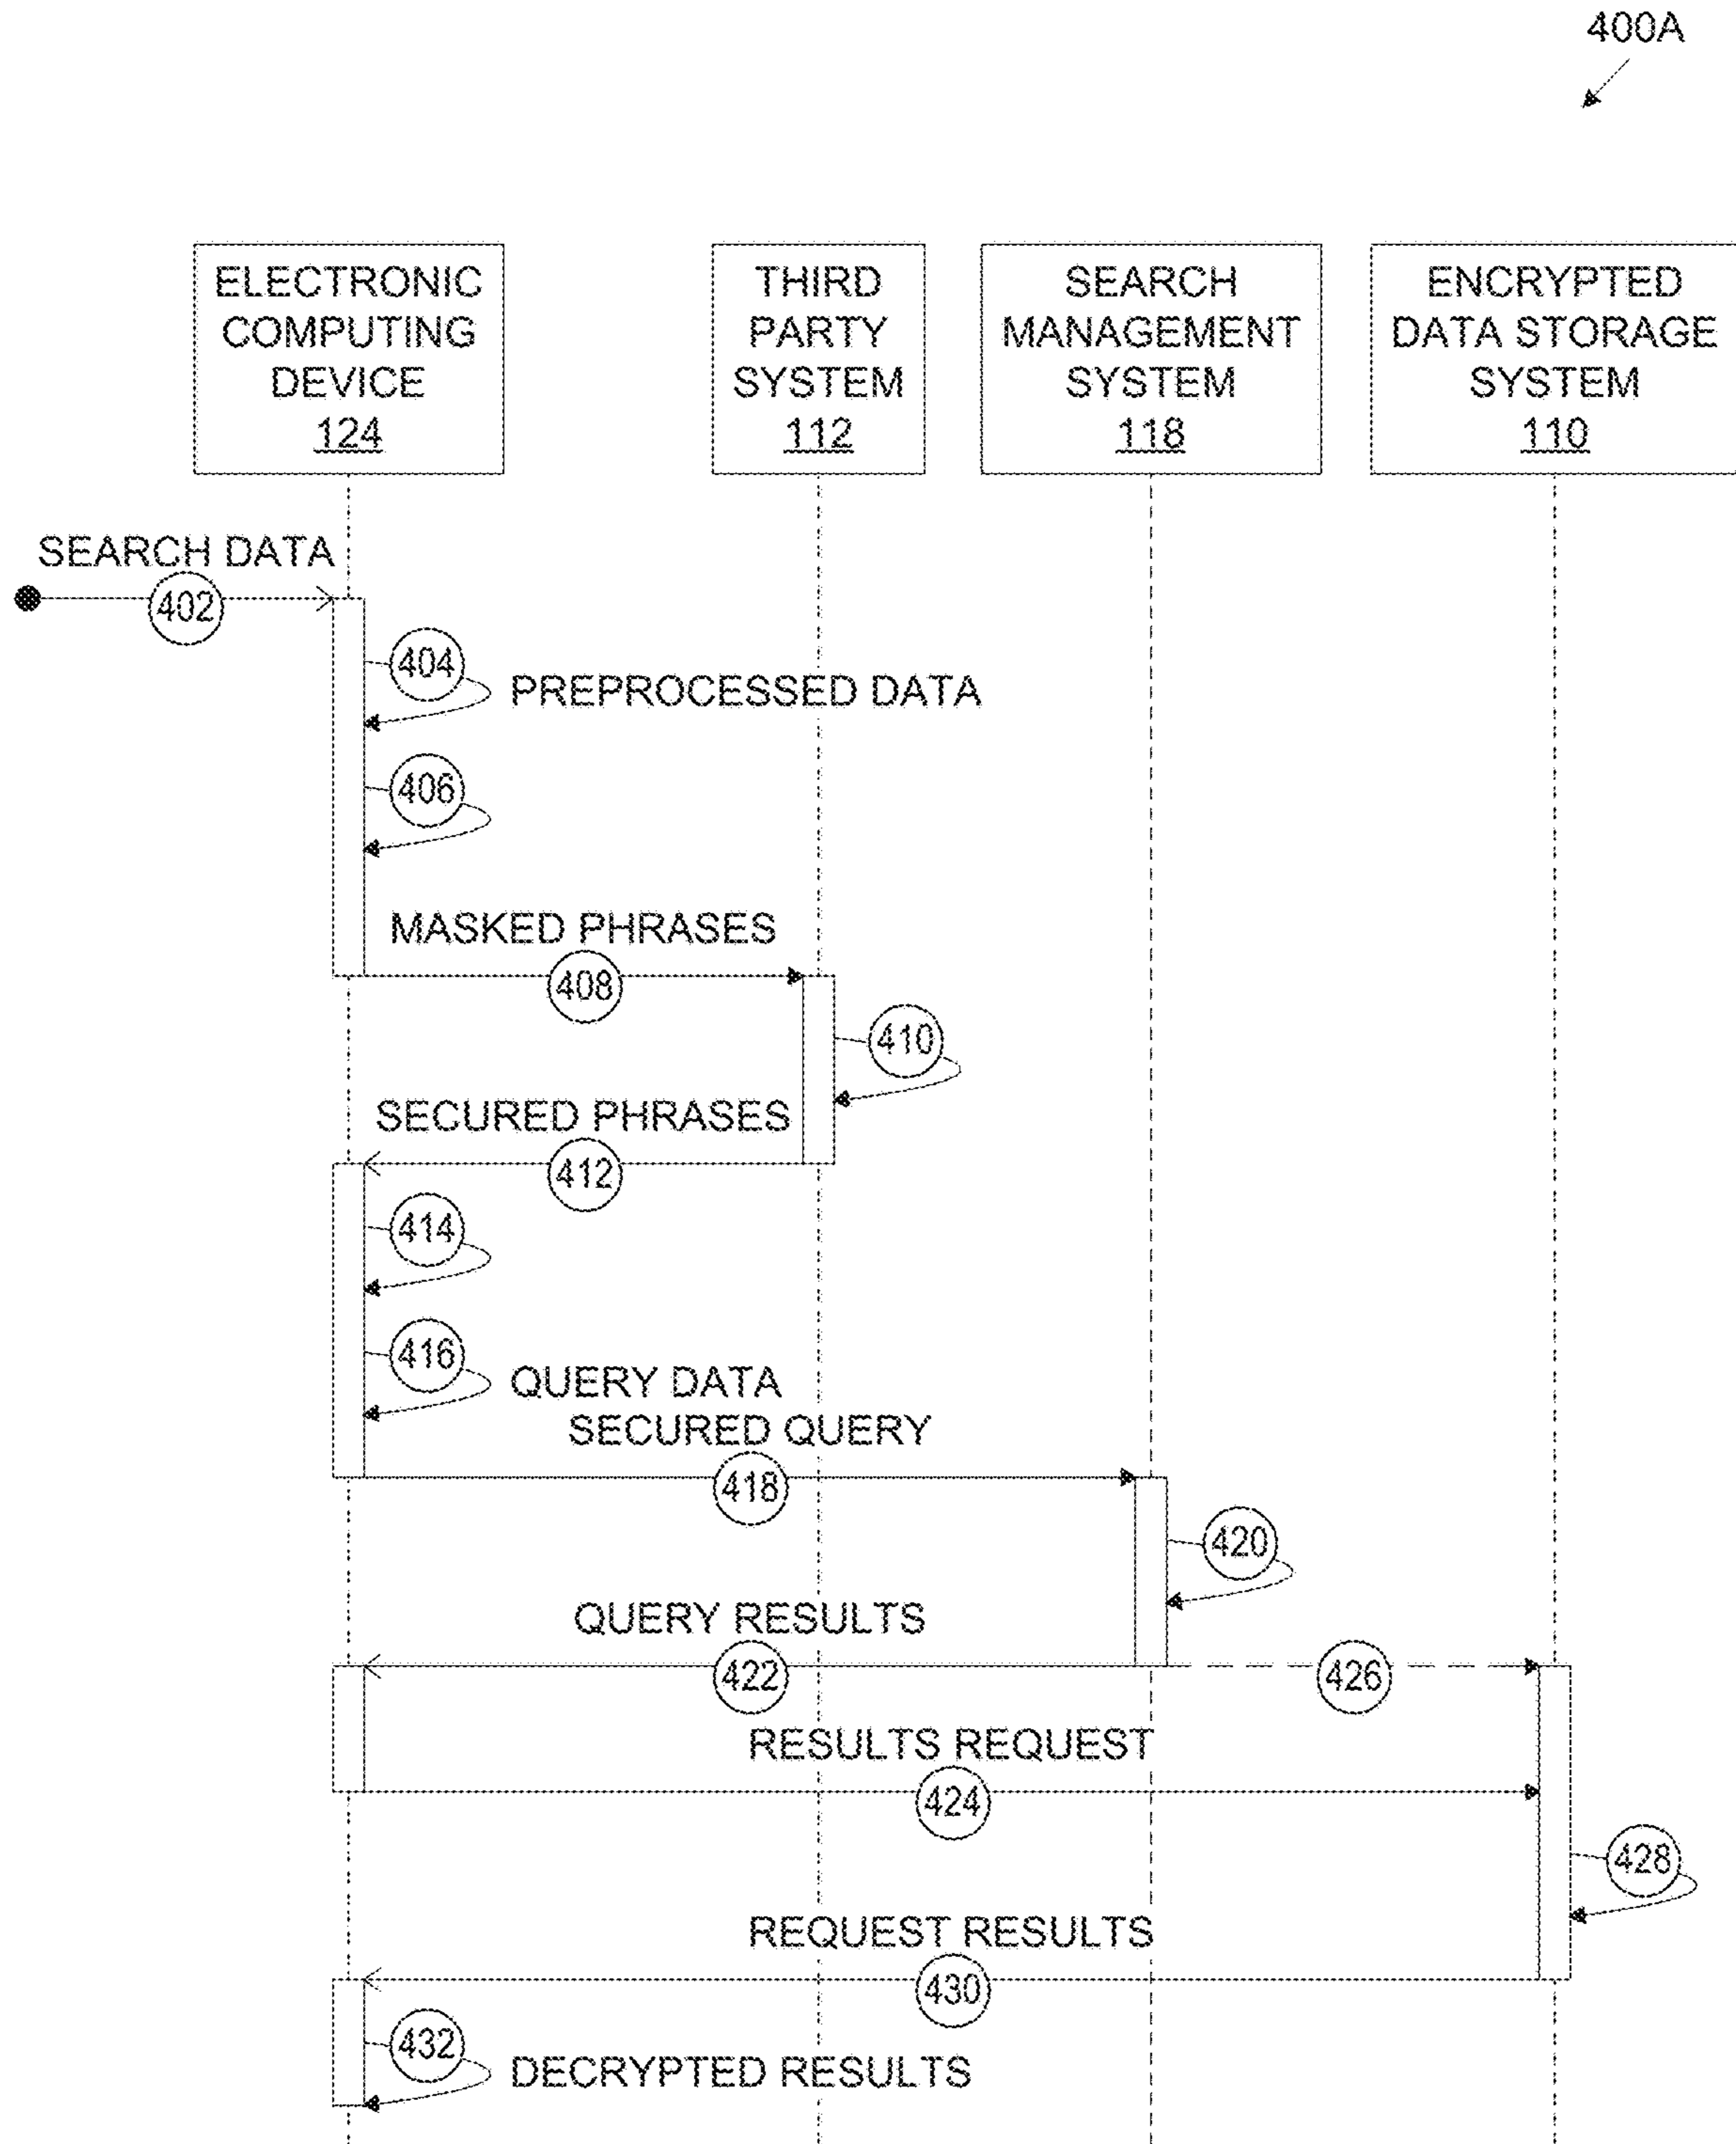 400A
ELECTRONIC
COMPUTING
DEVICE
124
THIRD
PARTY
SYSTEM
112
SEARCH
MANAGEMENT
SYSTEM
118
ENCRYPTED
DATA STORAGE
SYSTEM
110
SEARCH DATA
402
404
PREPROCESSED DATA
406
MASKED PHRASES
408
410
SECURED PHRASES
412
414
416
QUERY DATA
SECURED QUERY
418
420
QUERY RESULTS
422
426
RESULTS REQUEST
424
428
REQUEST RESULTS
430
432
DECRYPTED RESULTS